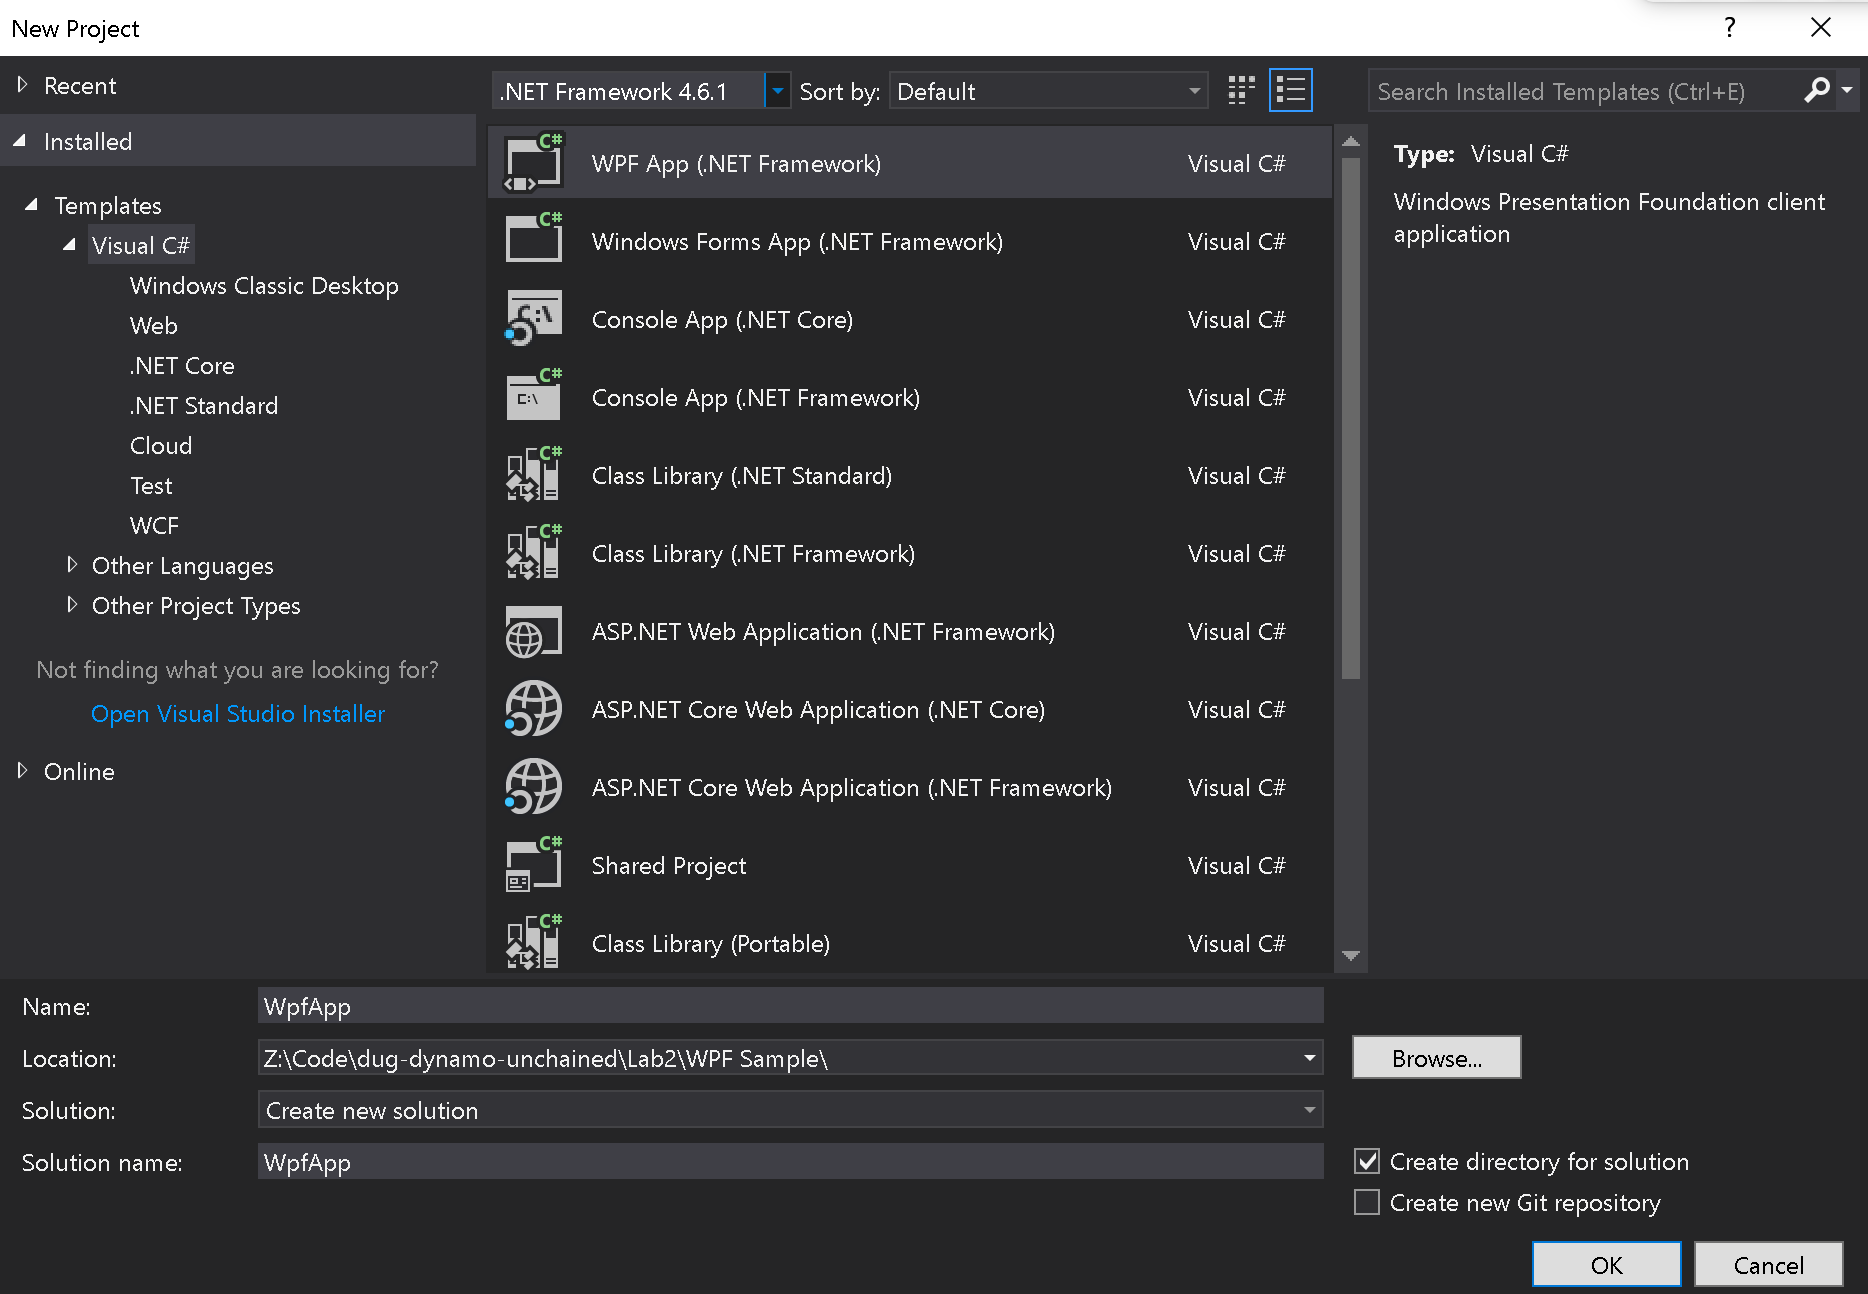 New Project
?
Recent
Installed
Templates
Visual C#
Windows Classic Desktop
Web
.NET Core
.NET Standard
Cloud
Test
WCF
Other Languages
Other Project Types
Not finding what you are looking for?
Open Visual Studio Installer
Online
.NET Framework 4.6.1 Sort by: Default
WPF App (.NET Framework) Visual C#
Windows Forms App (.NET Framework) Visual C#
Console App (.NET Core) Visual C#
Console App (.NET Framework) Visual C#
Class Library (.NET Standard) Visual C#
Class Library (.NET Framework) Visual C#
ASP.NET Web Application (.NET Framework) Visual C#
ASP.NET Core Web Application (.NET Core) Visual C#
ASP.NET Core Web Application (.NET Framework) Visual C#
Shared Project Visual C#
Class Library (Portable) Visual C#
Search Installed Templates (Ctrl+E)
Type: Visual C#
Windows Presentation Foundation client
application
Name: WpfApp
Location: Z:\Code\dug-dynamo-unchained\Lab2\WPF Sample\ Browse...
Solution: Create new solution
Solution name: WpfApp
Create directory for solution
Create new Git repository
OK Cancel